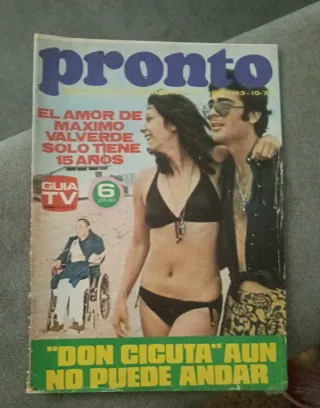 pronto
EL AMOR DE
MAXIMO
VALVERDE
SOLO TIENE
15 AÑOS
GUIA
TV
6
ptas
"DON CICUTA" AUN
NO PUEDE ANDAR